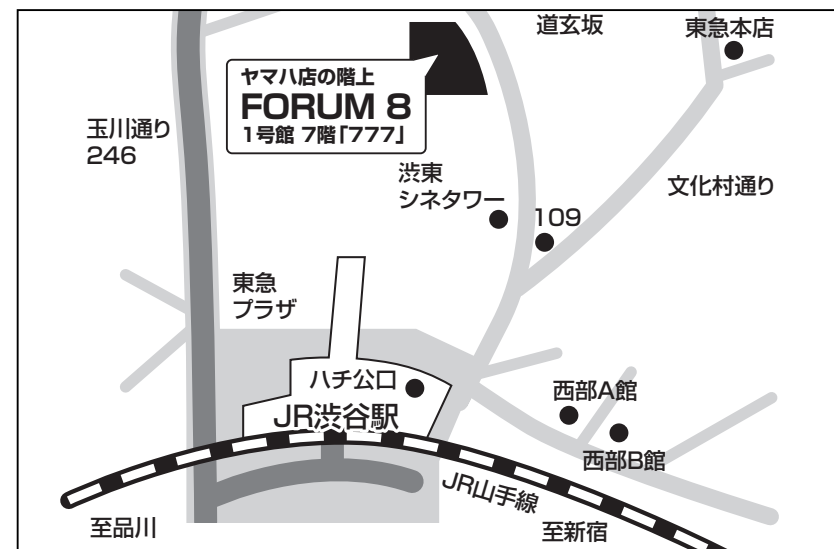 道玄坂
東急本店
ヤマハ店の階上
FORUM 8
1号館 7階「777」
玉川通り
246
渋東
シネタワー
109
文化村通り
東急
プラザ
ハチ公口
JR渋谷駅
西部A館
西部B館
JR山手線
至品川
至新宿